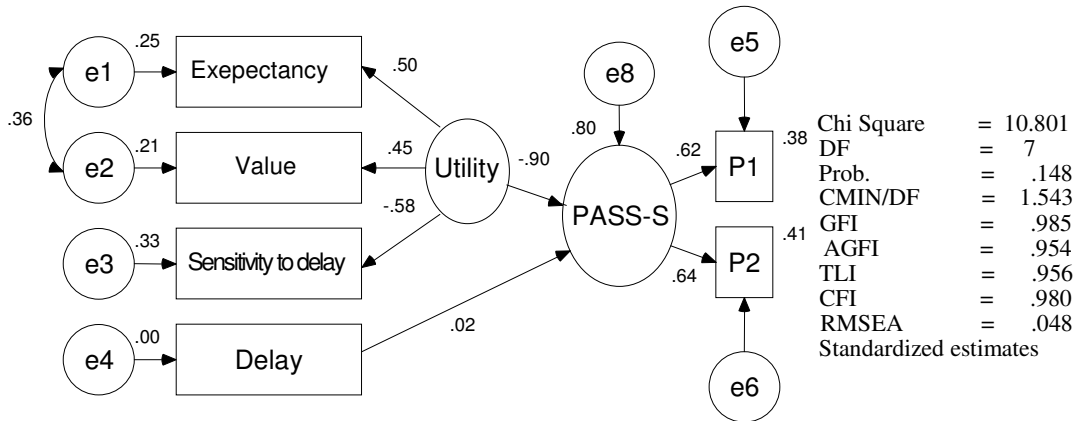 e1
.25
Exepectancy
.50
.36
e2
.21
Value
.45
Utility
-.90
-.58
e3
.33
Sensitivity to delay
e4
.00
Delay
.02
e8
.80
PASS-S
e5
.62
P1
.38
.64
P2
.41
e6
Chi Square = 10.801
DF = 7
Prob. = .148
CMIN/DF = 1.543
GFI = .985
AGFI = .954
TLI = .956
CFI = .980
RMSEA = .048
Standardized estimates